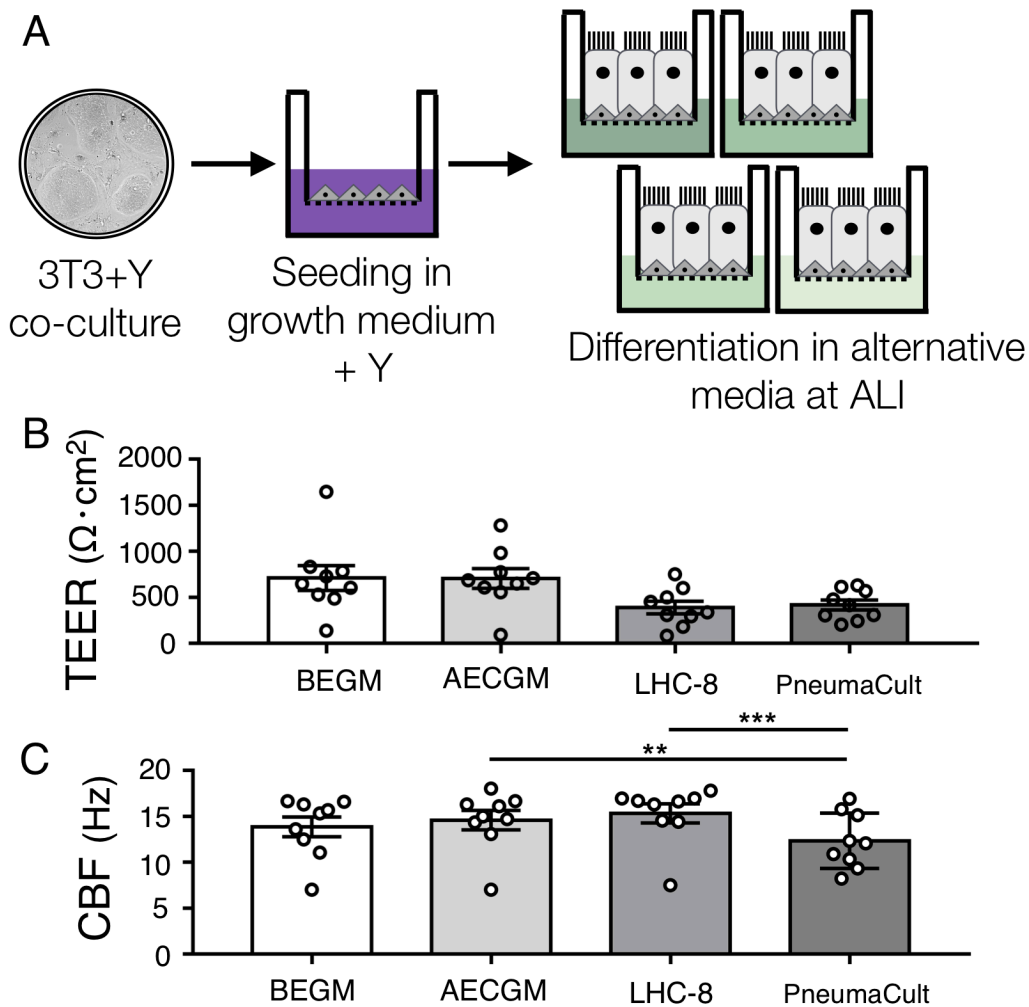 A
3T3+Y
co-culture
Seeding in
growth medium
+ Y
Differentiation in alternative
media at ALI
B
TEER (Ω·cm²)
2000
1500
1000
500
0
BEGM
AECGM
LHC-8
PneumaCult
C
***
**
CBF (Hz)
20
15
10
5
0
BEGM
AECGM
LHC-8
PneumaCult